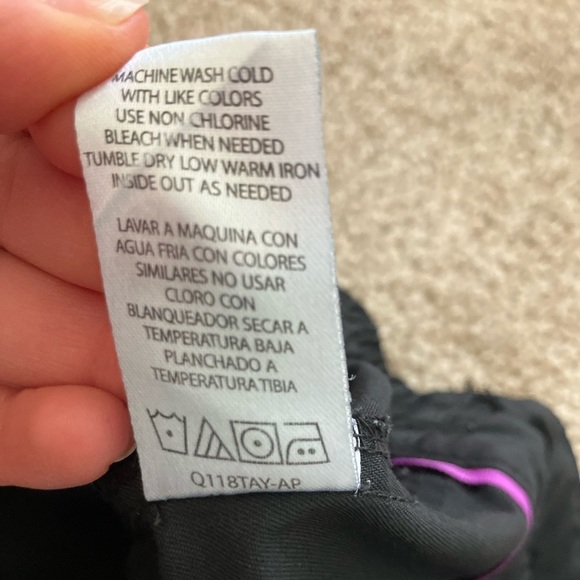 MACHINE WASH COLD
WITH LIKE COLORS
USE NON CHLORINE
BLEACH WHEN NEEDED
TUMBLE DRY LOW WARM IRON
INSIDE OUT AS NEEDED
LAVAR A MAQUINA CON
AGUA FRIA CON COLORES
SIMILARES NO USAR
CLORO CON
BLANQUEADOR SECAR A
TEMPERATURA BAJA
PLANCHADO A
TEMPERATURA TIBIA
Q118TAY-AP